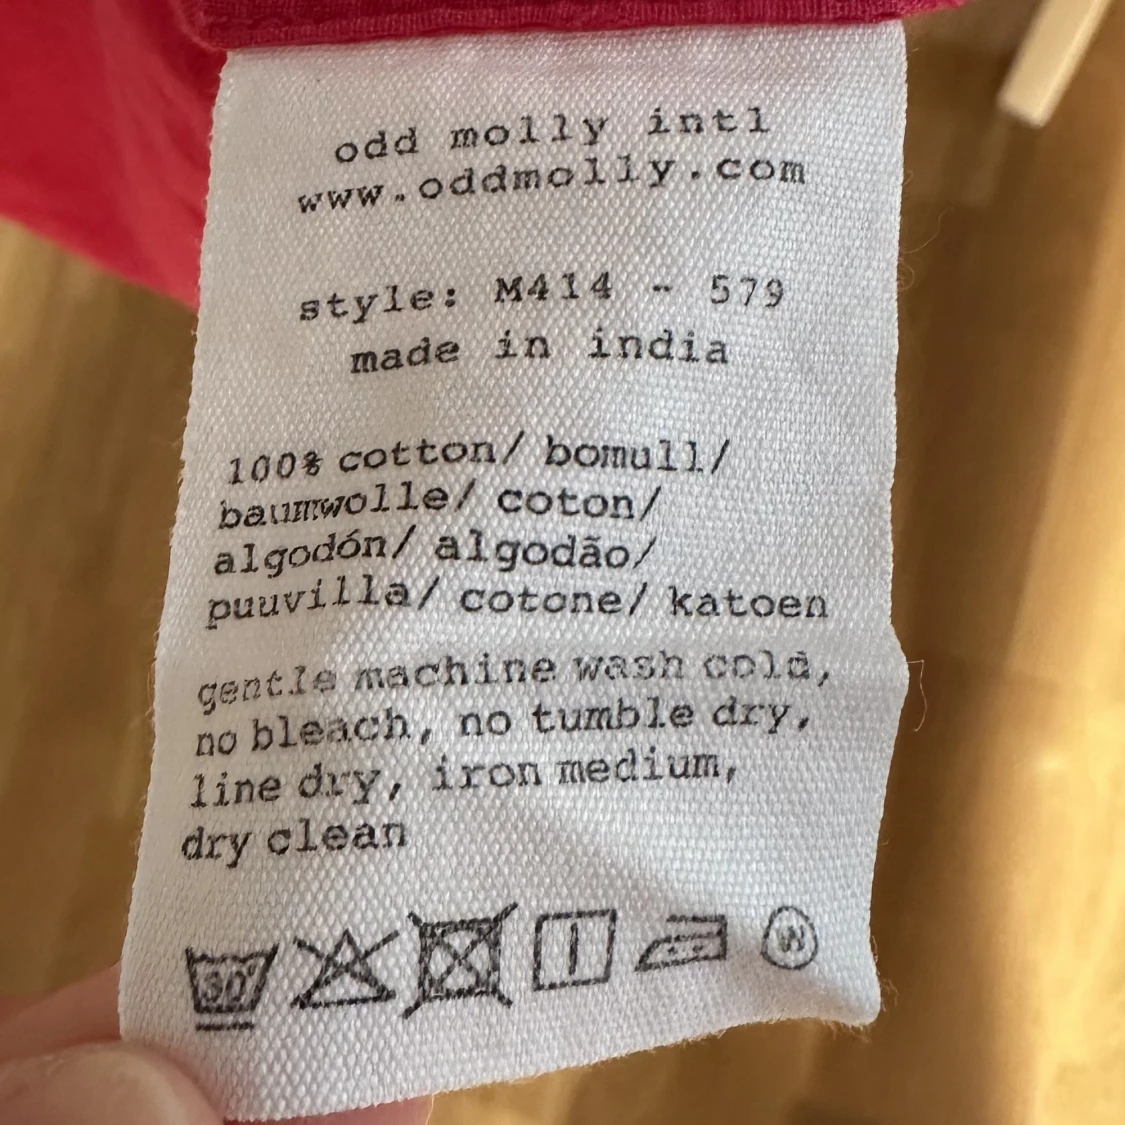 odd molly intl
www.oddmolly.com
style: M414 - 579
made in india
100% cotton/ bomull/
baumwolle/ coton/
algodón/ algodão/
puuvilla/ cotone/ katoen
gentle machine wash cold,
no bleach, no tumble dry,
line dry, iron medium,
dry clean
30° W